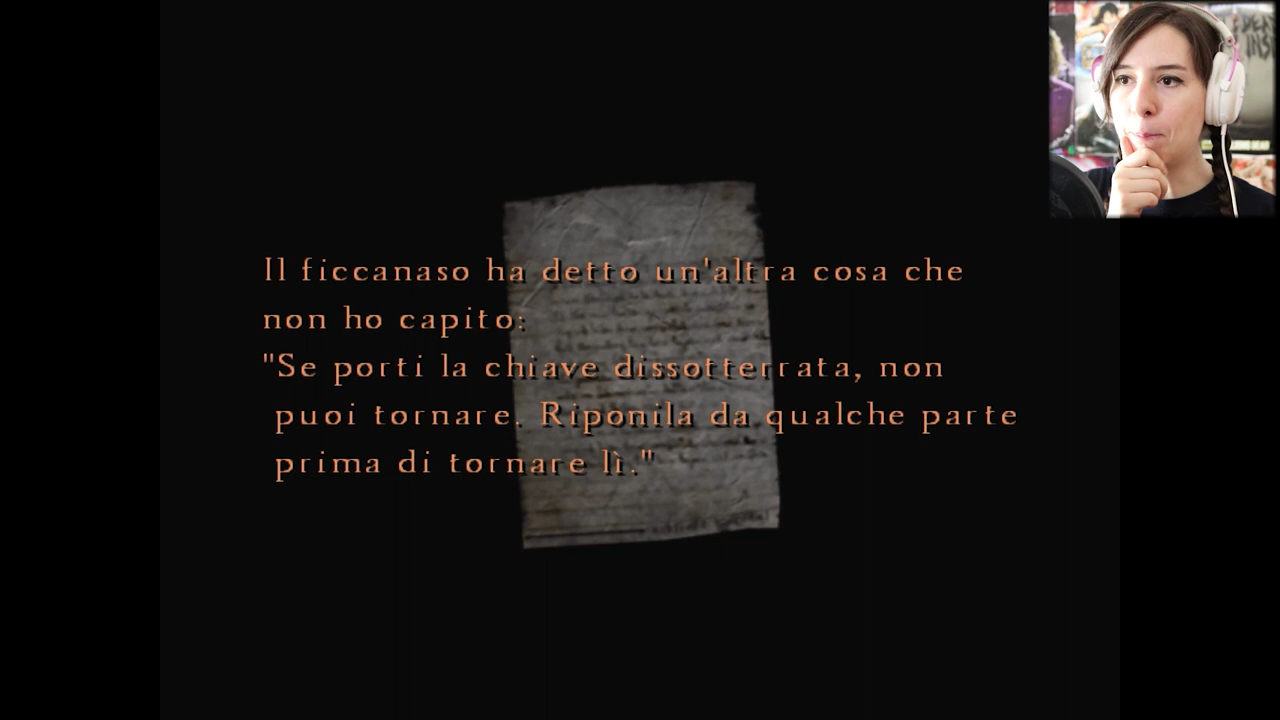 Il ficcanaso ha detto un'altra cosa che
non ho capito:
"Se porti la chiave dissotterrata, non
puoi tornare. Riponila da qualche parte
prima di tornare lì."